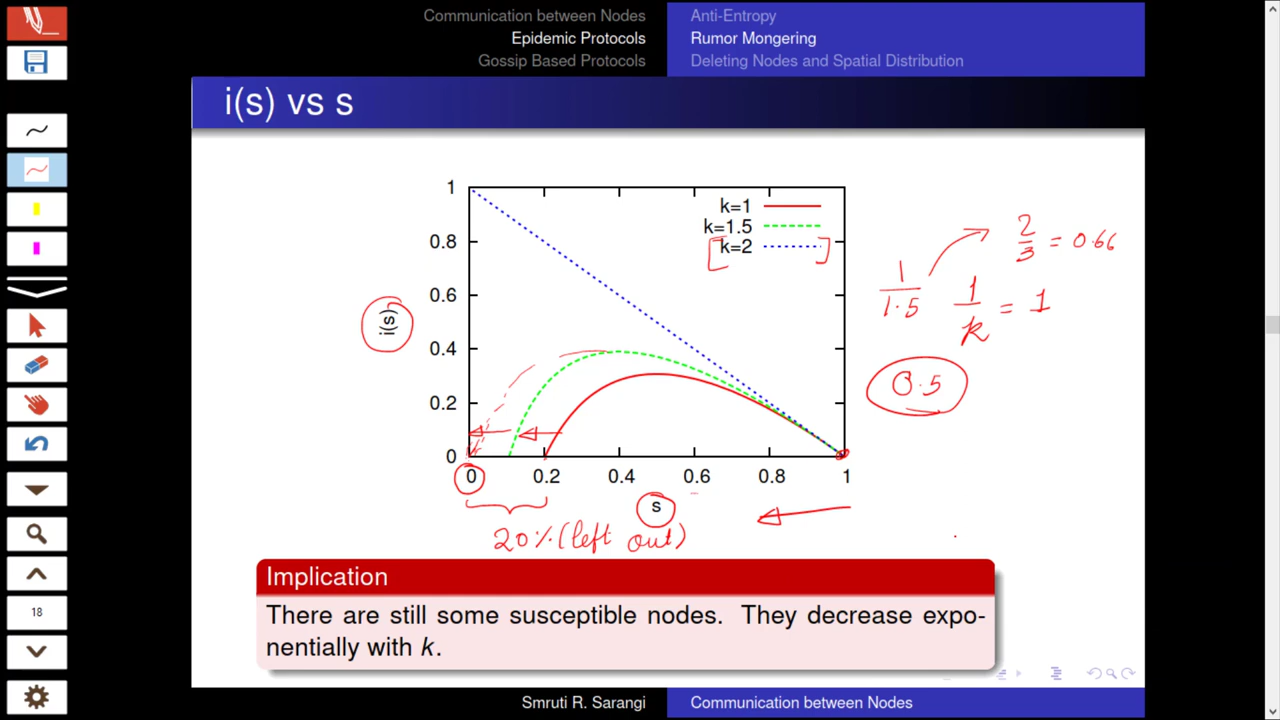 Communication between Nodes
Epidemic Protocols
Gossip Based Protocols
Anti-Entropy
Rumor Mongering
Deleting Nodes and Spatial Distribution
i(s) vs s
1
0.8
0.6
0.4
0.2
0
i(s)
k=1
k=1.5
k=2
0 0.2 0.4 0.6 0.8 1
s
20% (left out)
1/1.5
2/3 = 0.66
1/k = 1
0.5
Implication
There are still some susceptible nodes. They decrease expo-
nentially with k.
18
Smruti R. Sarangi
Communication between Nodes